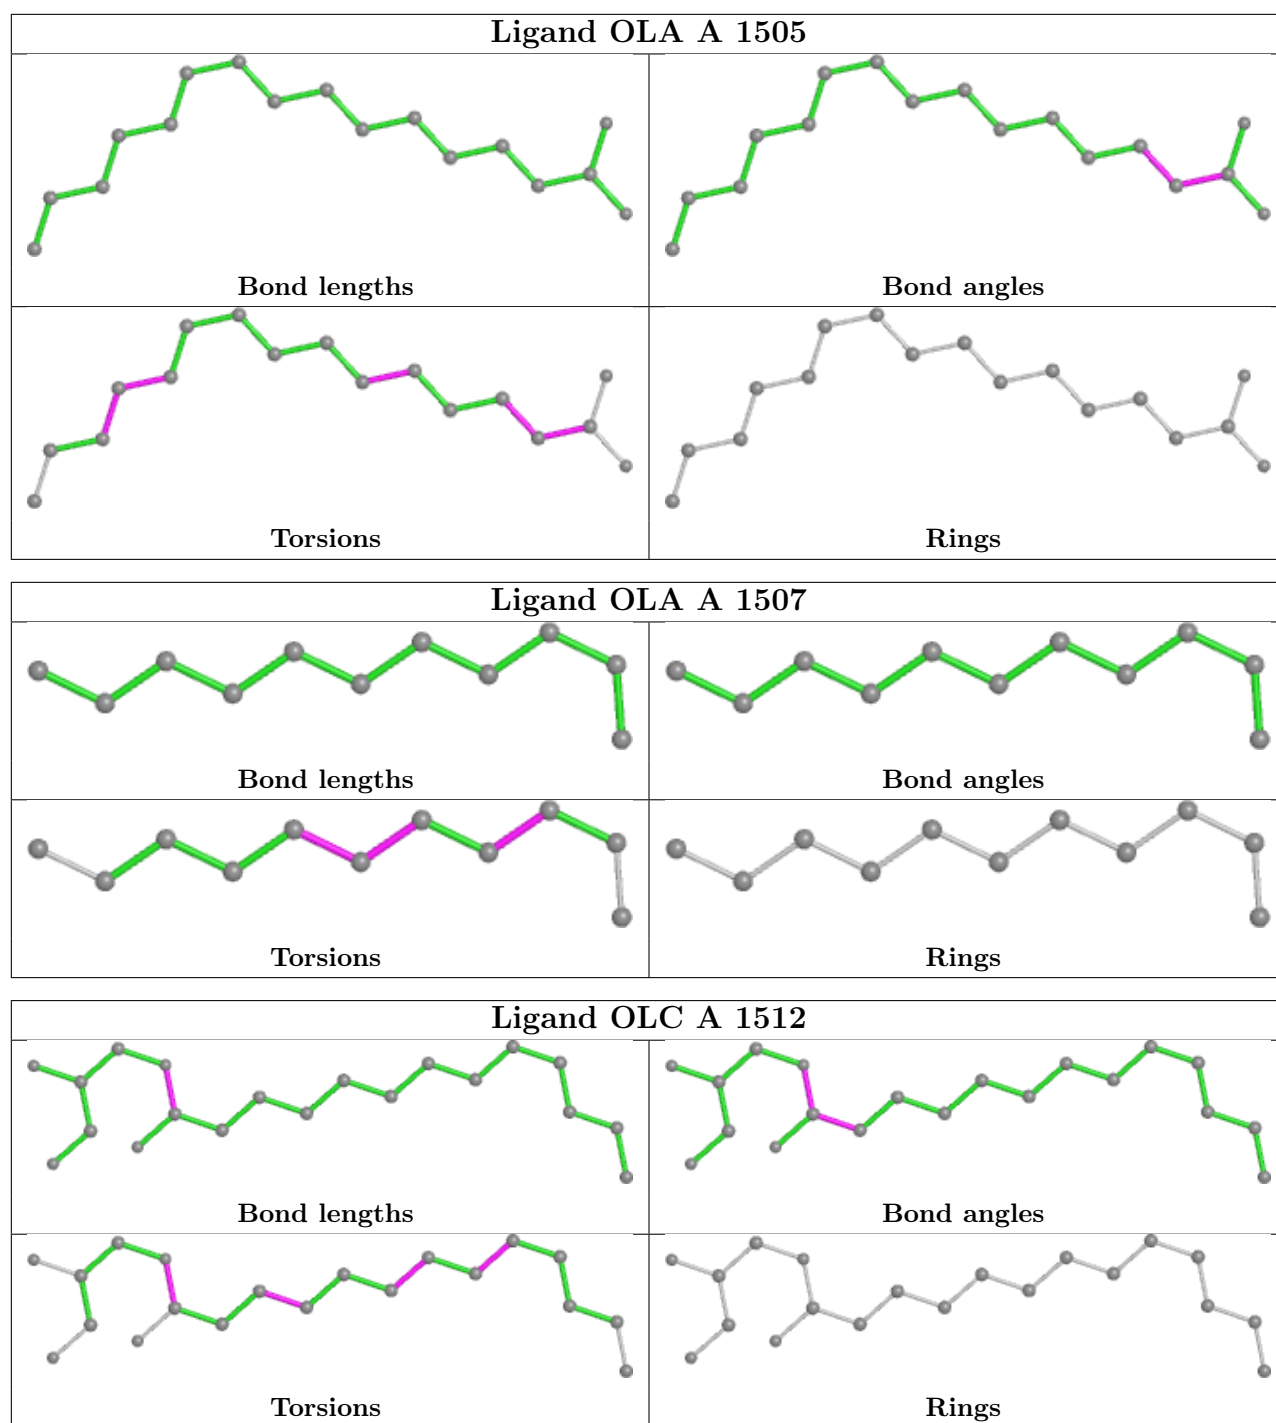 Ligand OLA A 1505
Bond lengths
Bond angles
Torsions
Rings
Ligand OLA A 1507
Bond lengths
Bond angles
Torsions
Rings
Ligand OLC A 1512
Bond lengths
Bond angles
Torsions
Rings